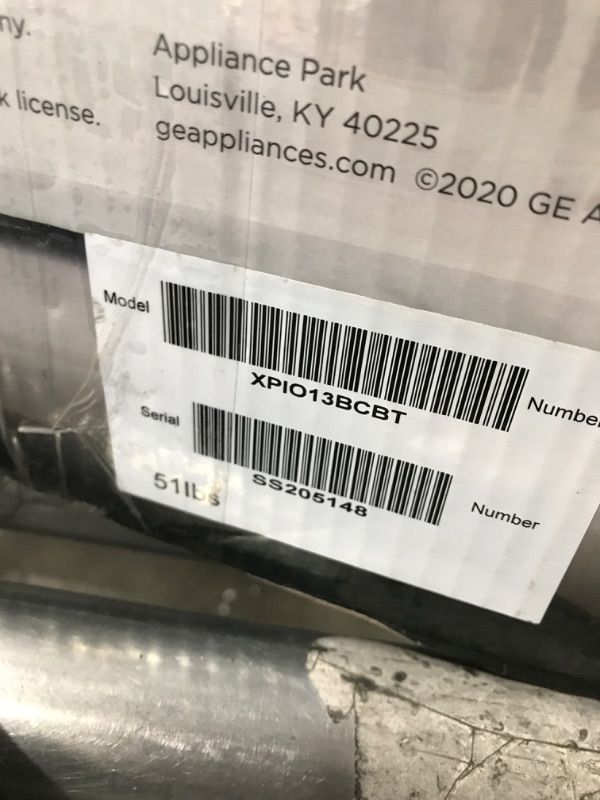 ny.
k license.
Appliance Park
Louisville, KY 40225
geappliances.com ©2020 GE A
Model
XPIO13BCBT
Number
Serial
SS205148
Number
51lbs